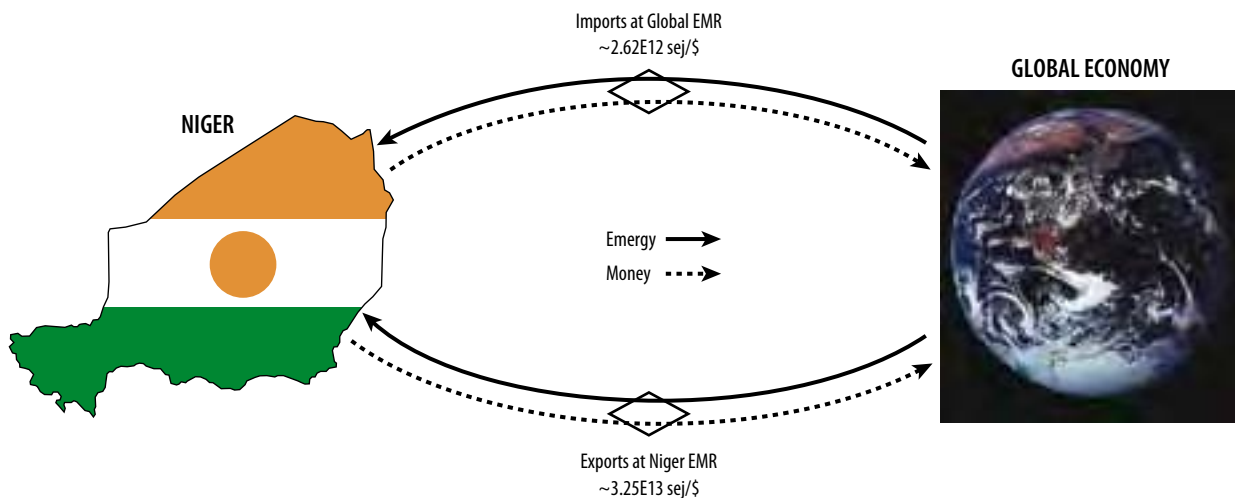 Imports at Global EMR
~2.62E12 sej/$
GLOBAL ECONOMY
NIGER
Emergy
Money
Exports at Niger EMR
~3.25E13 sej/$